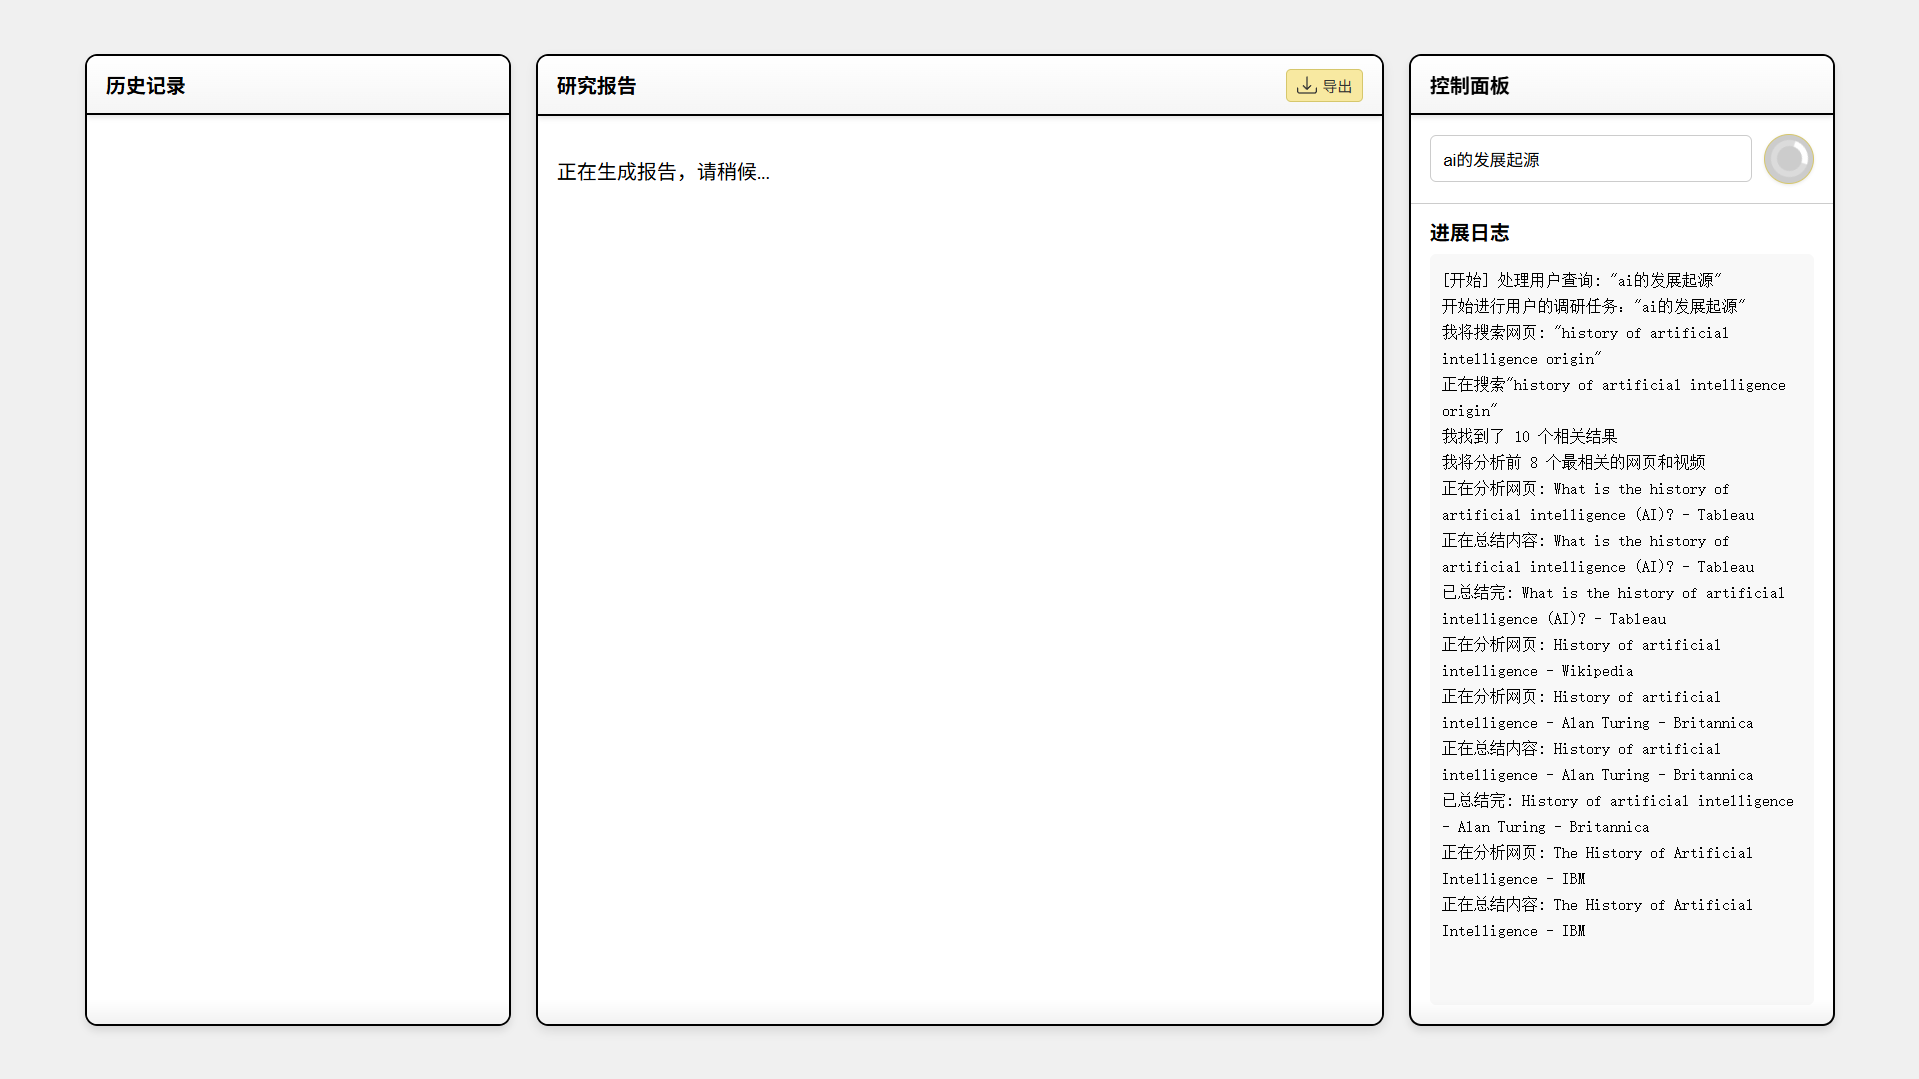 历史记录
研究报告
导出
正在生成报告，请稍候...
控制面板
ai的发展起源
进展日志
[开始] 处理用户查询: "ai的发展起源"
开始进行用户的调研任务："ai的发展起源"
我将搜索网页: "history of artificial
intelligence origin"
正在搜索"history of artificial intelligence
origin"
我找到了 10 个相关结果
我将分析前 8 个最相关的网页和视频
正在分析网页: What is the history of
artificial intelligence (AI)? - Tableau
正在总结内容: What is the history of
artificial intelligence (AI)? - Tableau
已总结完: What is the history of artificial
intelligence (AI)? - Tableau
正在分析网页: History of artificial
intelligence - Wikipedia
正在分析网页: History of artificial
intelligence - Alan Turing - Britannica
正在总结内容: History of artificial
intelligence - Alan Turing - Britannica
已总结完: History of artificial intelligence
- Alan Turing - Britannica
正在分析网页: The History of Artificial
Intelligence - IBM
正在总结内容: The History of Artificial
Intelligence - IBM